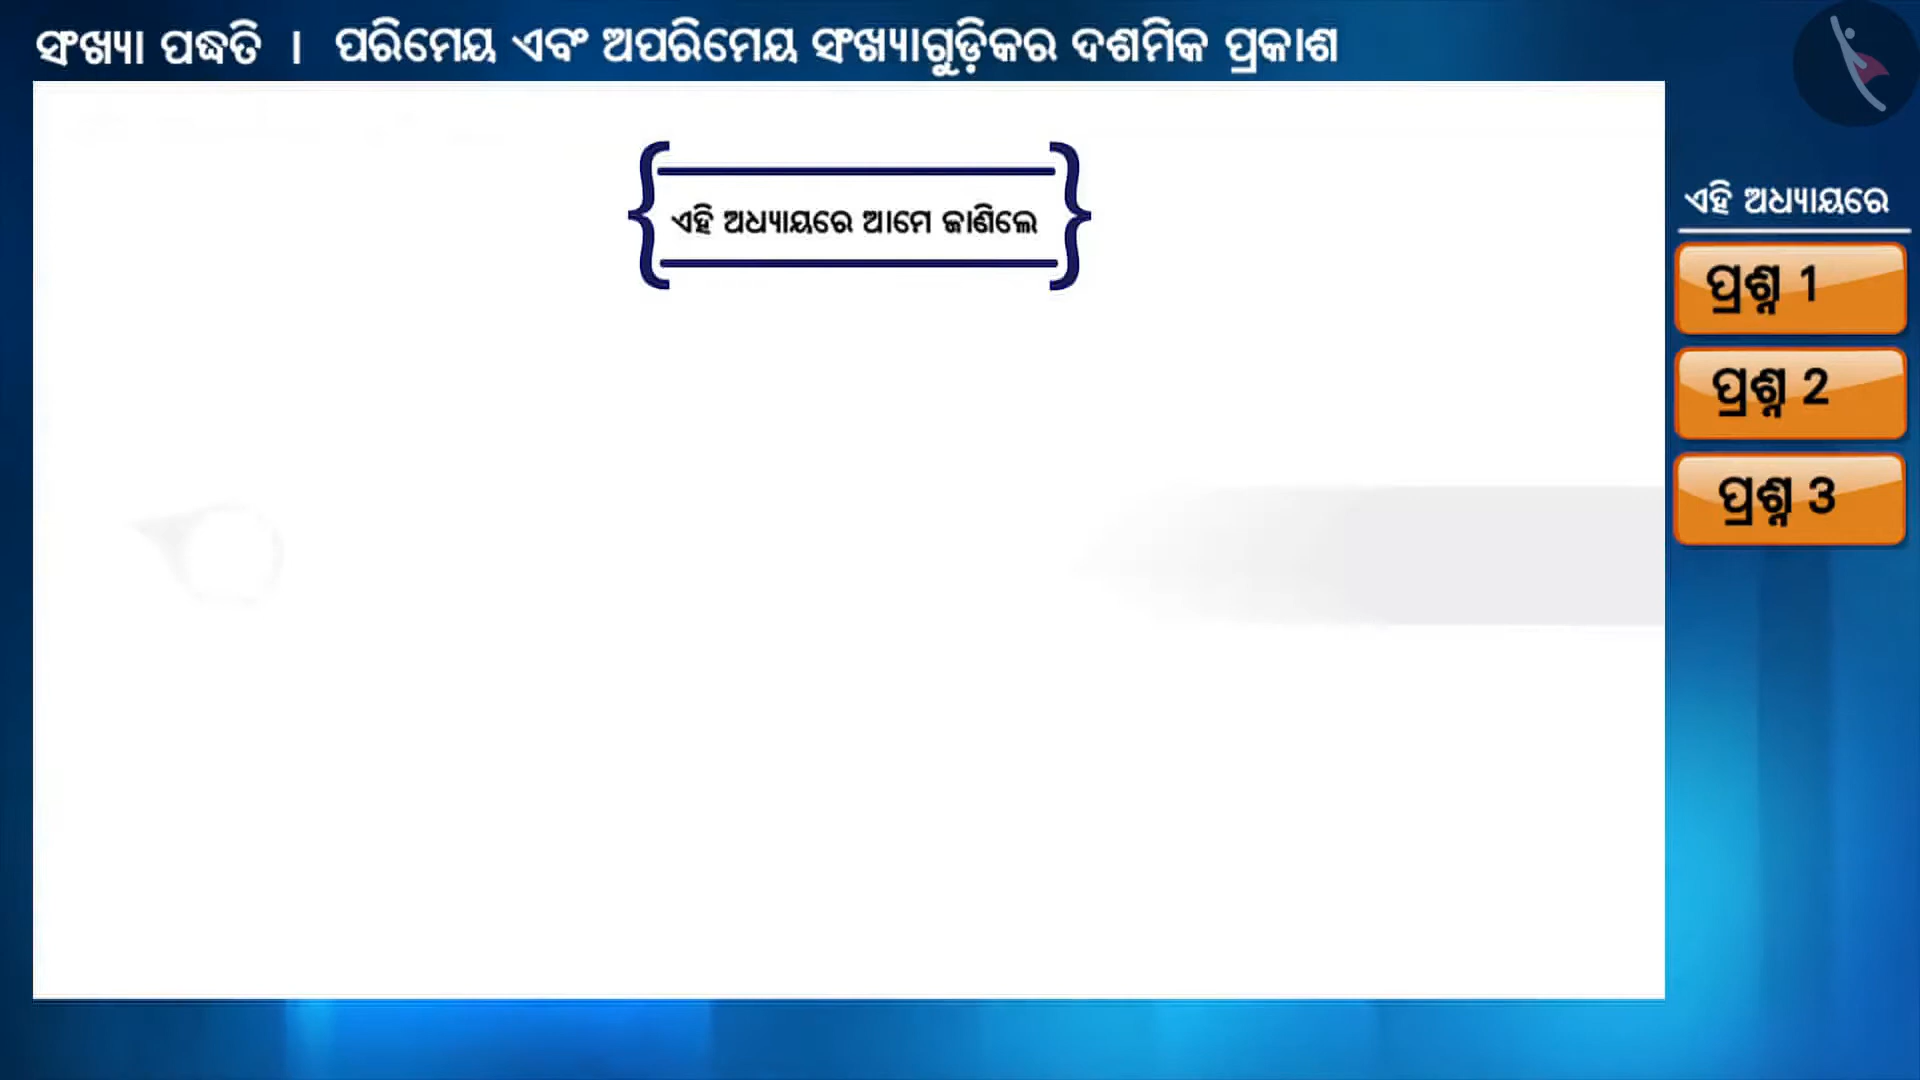 ସଂଖ୍ୟା ପଦ୍ଧତି । ପରିମେୟ ଏବଂ ଅପରିମେୟ ସଂଖ୍ୟାଗୁଡ଼ିକର ଦଶମିକ ପ୍ରକାଶ
ଏହି ଅଧ୍ୟାୟରେ ଆମେ ଜାଣିଲେ
ଏହି ଅଧ୍ୟାୟରେ
ପ୍ରଶ୍ନ 1
ପ୍ରଶ୍ନ 2
ପ୍ରଶ୍ନ 3